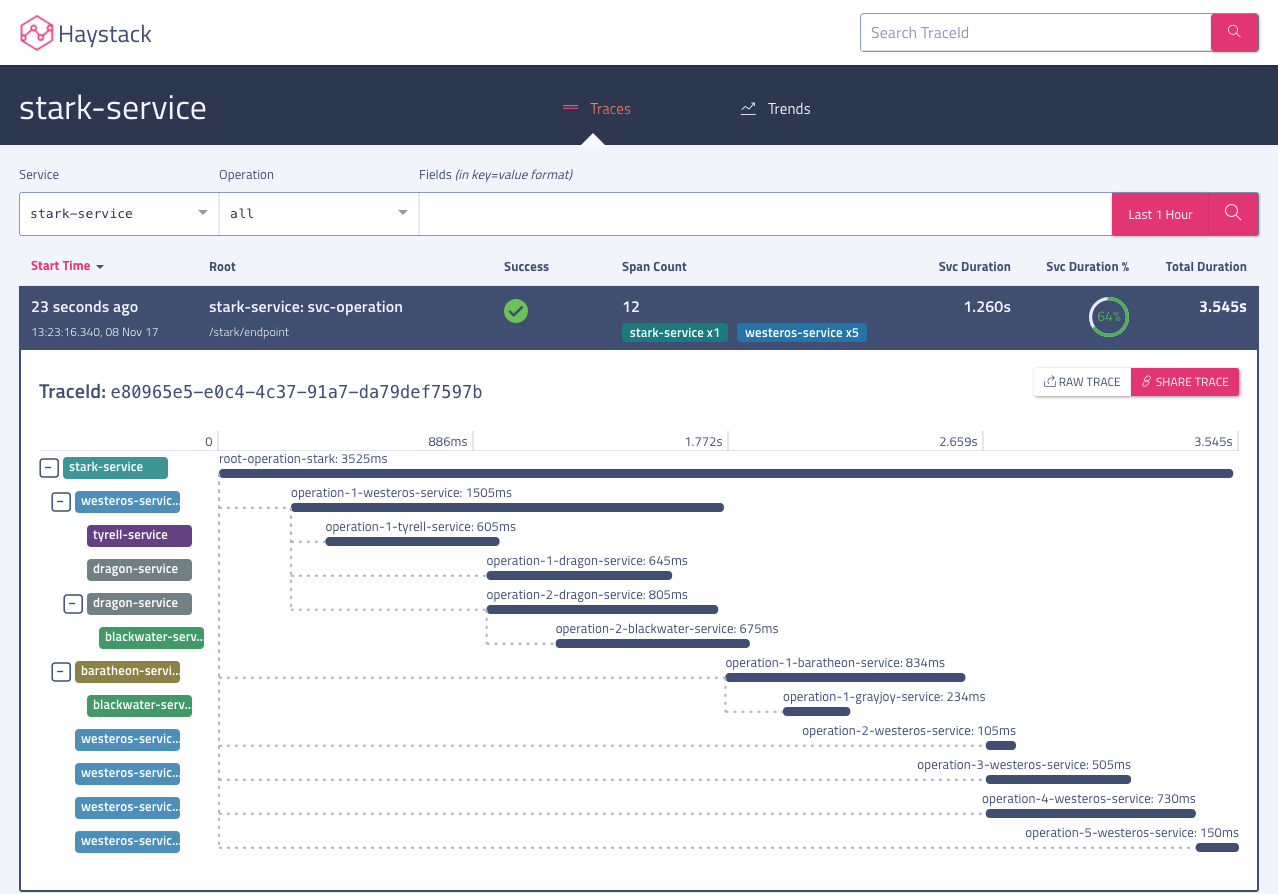 Haystack
Search TraceId
stark-service
Traces
Trends
Service
Operation
Fields (in key=value format)
stark-service
all
Last 1 Hour
Start Time
Root
Success
Span Count
Svc Duration
Svc Duration %
Total Duration
23 seconds ago
stark-service: svc-operation
12
1.260s
64%
3.545s
13:23:16.340, 08 Nov 17
/stark/endpoint
stark-service x1
westeros-service x5
TraceId: e80965e5-e0c4-4c37-91a7-da79def7597b
RAW TRACE
SHARE TRACE
0
886ms
1.772s
2.659s
3.545s
stark-service
root-operation-stark: 3525ms
westeros-servic...
operation-1-westeros-service: 1505ms
tyrell-service
operation-1-tyrell-service: 605ms
dragon-service
operation-1-dragon-service: 645ms
dragon-service
operation-2-dragon-service: 805ms
blackwater-serv...
operation-2-blackwater-service: 675ms
baratheon-servi...
operation-1-baratheon-service: 834ms
blackwater-serv...
operation-1-grayjoy-service: 234ms
westeros-servic...
operation-2-westeros-service: 105ms
westeros-servic...
operation-3-westeros-service: 505ms
westeros-servic...
operation-4-westeros-service: 730ms
westeros-servic...
operation-5-westeros-service: 150ms